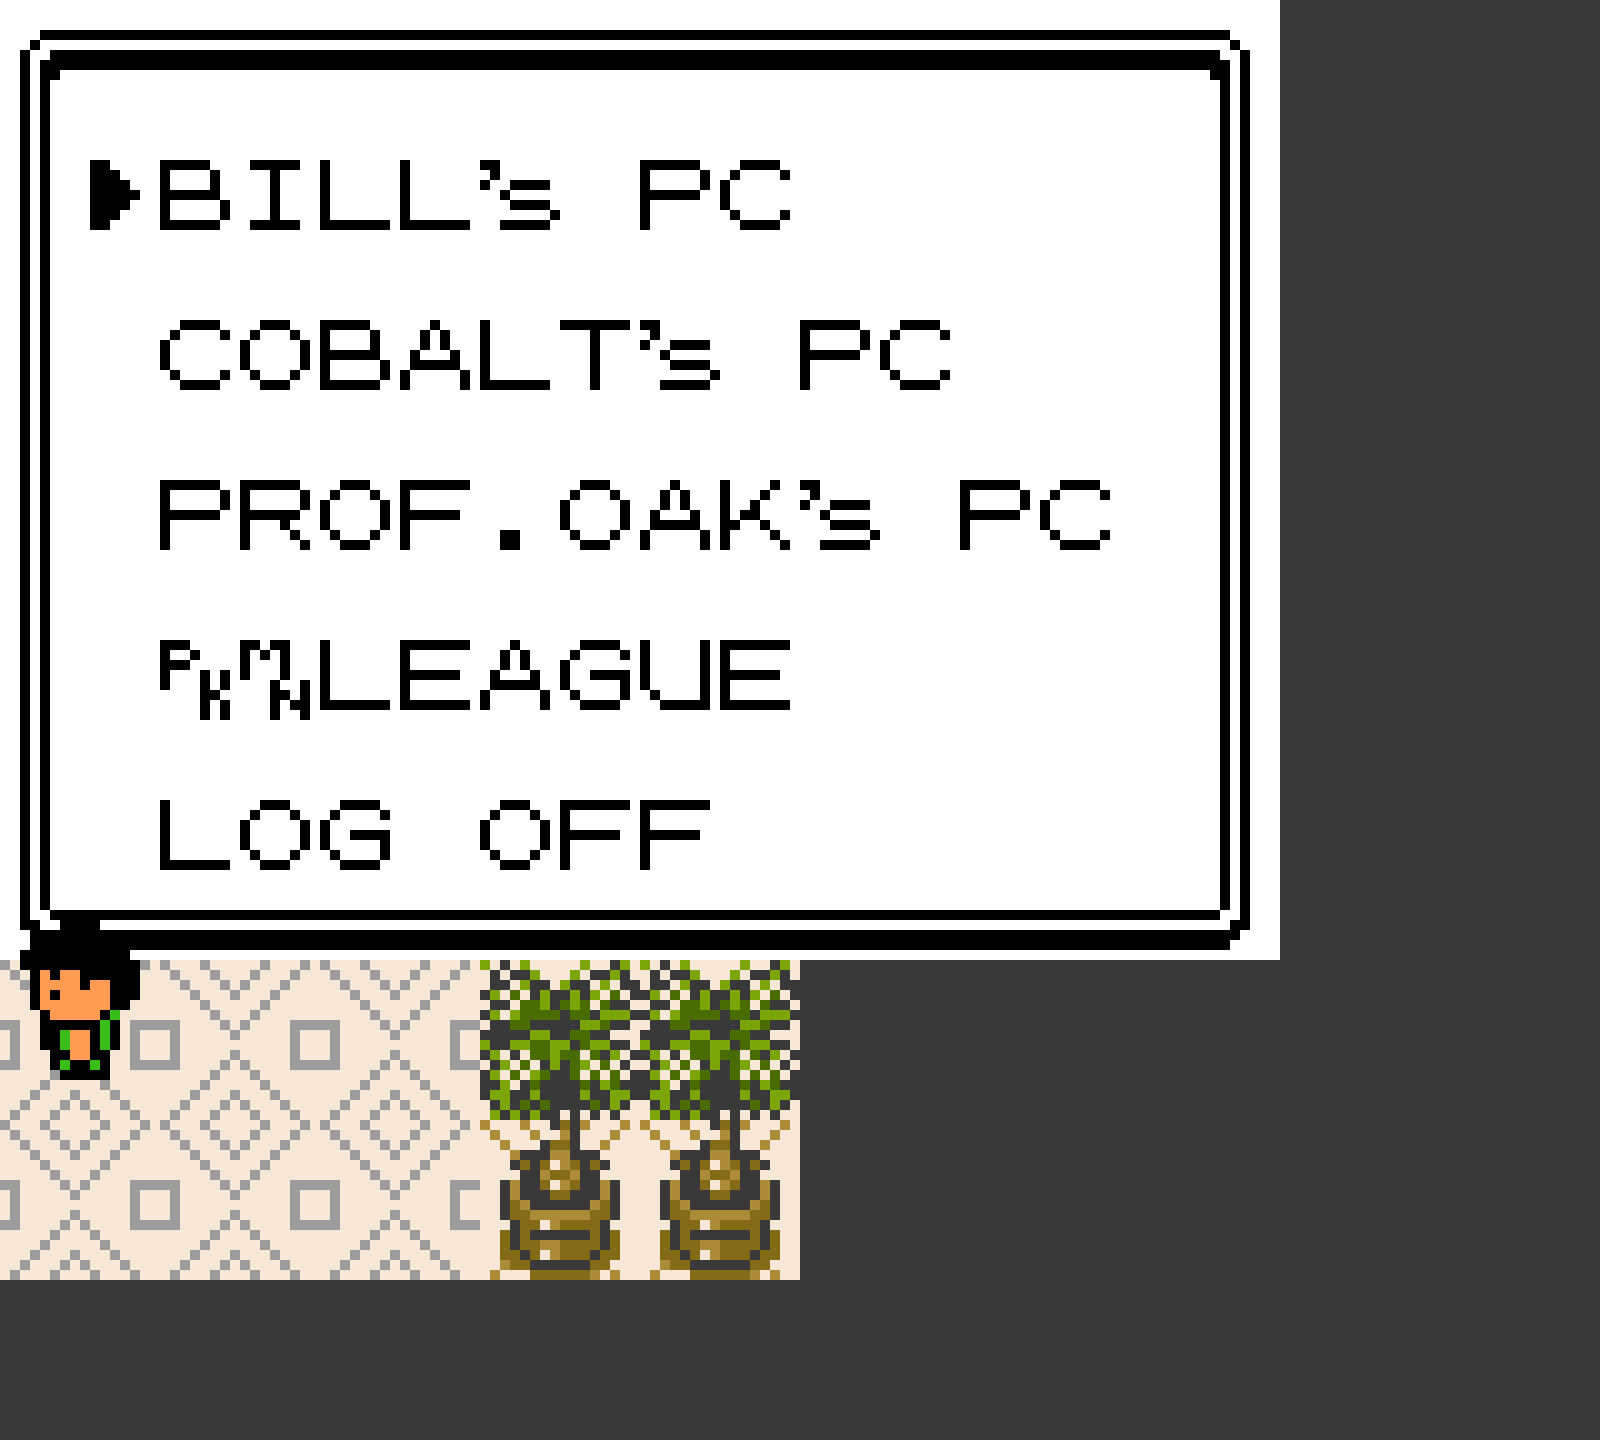 ▶BILL's PC
COBALT's PC
PROF.OAK's PC
PKMNLEAGUE
LOG OFF